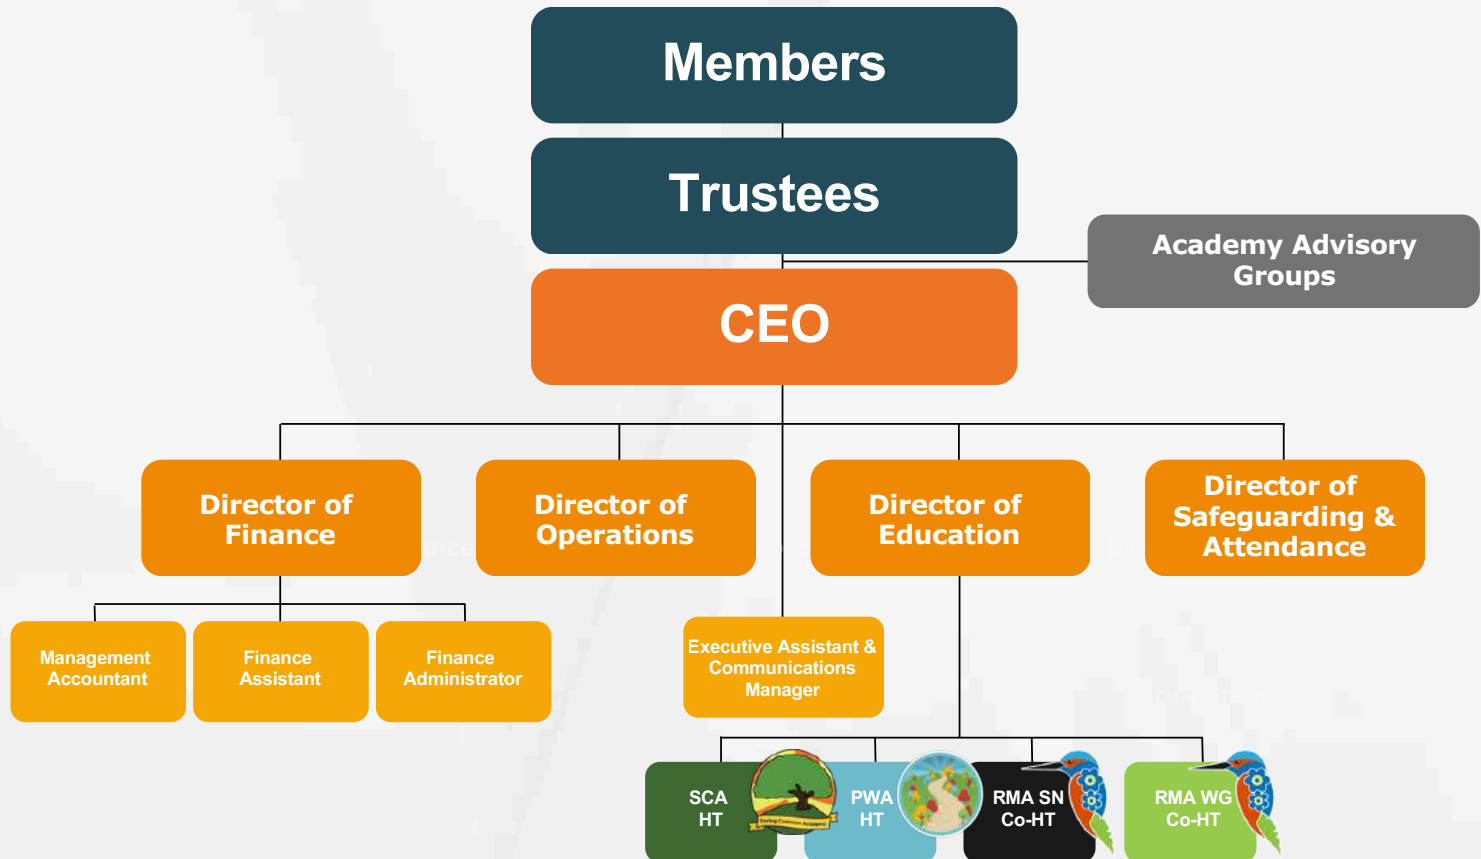 Members
Trustees
Academy Advisory
Groups
CEO
Director of
Finance
Director of
Operations
Director of
Education
Director of
Safeguarding &
Attendance
Management
Accountant
Finance
Assistant
Finance
Administrator
Executive Assistant &
Communications
Manager
SCA
HT
PWA
HT
RMA SN
Co-HT
RMA WG
Co-HT